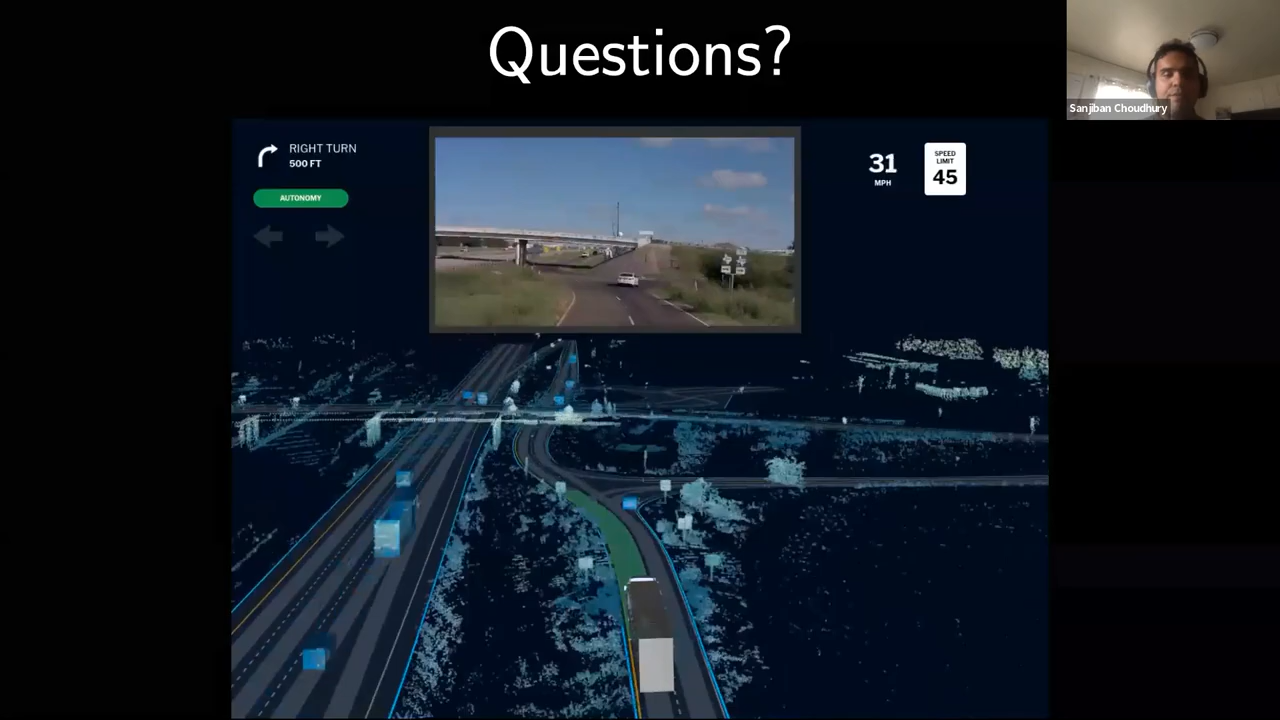 Questions?
Sanjiban Choudhury
RIGHT TURN
500 FT
AUTONOMY
31
MPH
SPEED
LIMIT
45